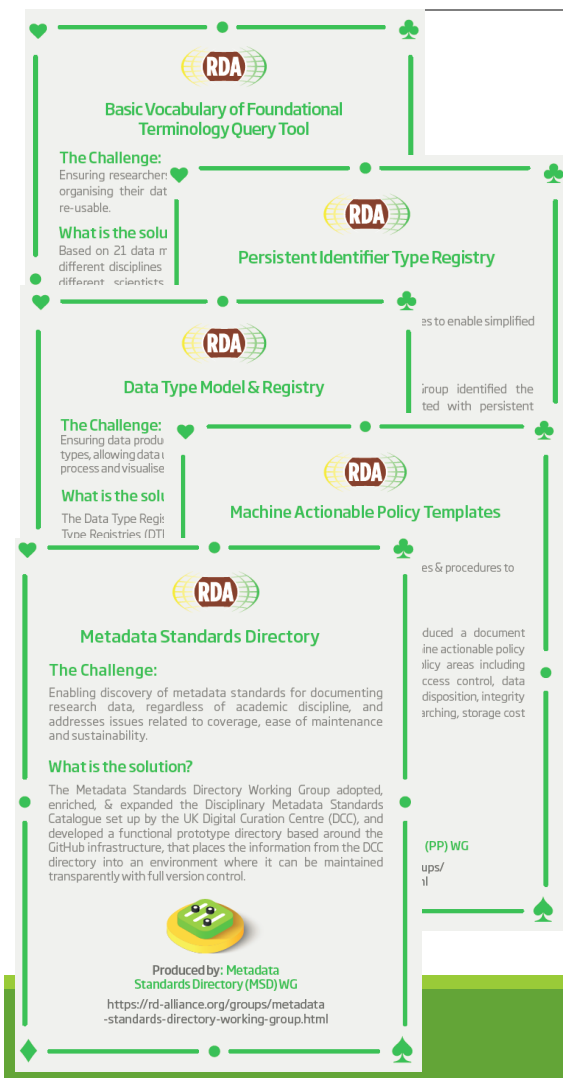 RDA
Basic Vocabulary of Foundational
Terminology Query Tool
The Challenge:
Ensuring researchers
organising their dat
re-usable.
What is the solu
Based on 21 data m
different disciplines
different scientists
RDA
Persistent Identifier Type Registry
es to enable simplified
Group identified the
ted with persistent
RDA
Data Type Model & Registry
The Challenge:
Ensuring data produ
types, allowing data
process and visualise
What is the solu
The Data Type Regis
Type Registries (DT
RDA
Machine Actionable Policy Templates
es & procedures to
duced a document
ine actionable policy
licy areas including
ccess control, data
disposition, integrity
arching, storage cost
(PP) WG
ups/
RDA
Metadata Standards Directory
The Challenge:
Enabling discovery of metadata standards for documenting
research data, regardless of academic discipline, and
addresses issues related to coverage, ease of maintenance
and sustainability.
What is the solution?
The Metadata Standards Directory Working Group adopted,
enriched, & expanded the Disciplinary Metadata Standards
Catalogue set up by the UK Digital Curation Centre (DCC), and
developed a functional prototype directory based around the
GitHub infrastructure, that places the information from the DCC
directory into an environment where it can be maintained
transparently with full version control.
Produced by: Metadata
Standards Directory (MSD) WG
https://rd-alliance.org/groups/metadata
-standards-directory-working-group.html